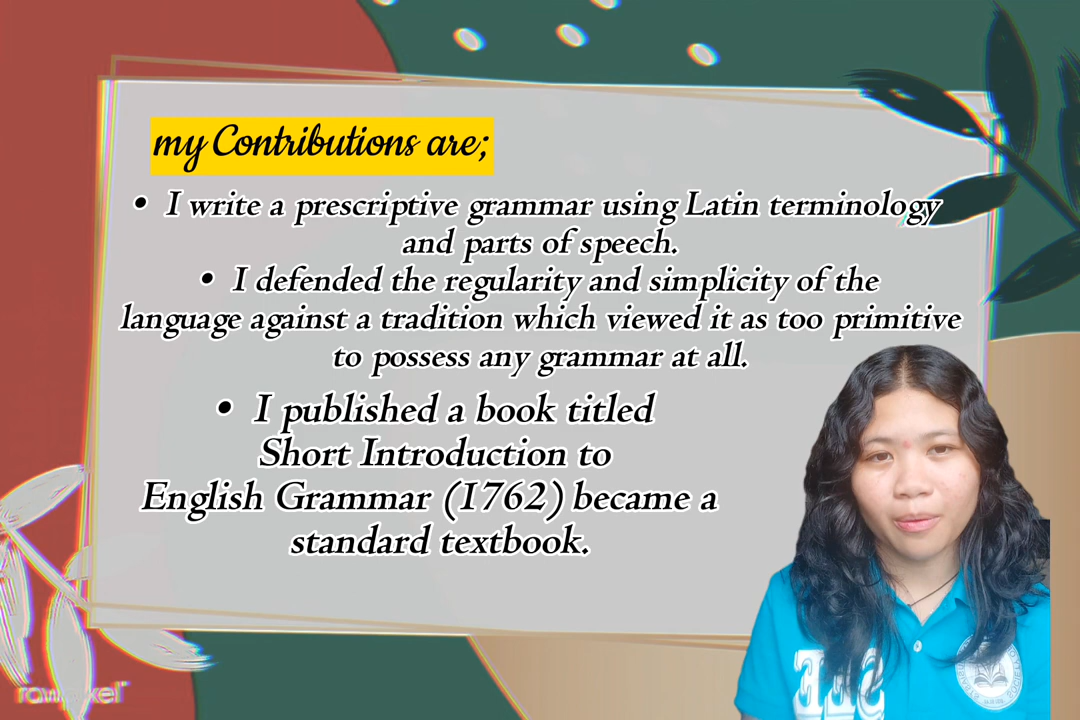 my Contributions are;
• I write a prescriptive grammar using Latin terminology
and parts of speech.
• I defended the regularity and simplicity of the
language against a tradition which viewed it as too primitive
to possess any grammar at all.
• I published a book titled
Short Introduction to
English Grammar (1762) became a
standard textbook.
rawpixel